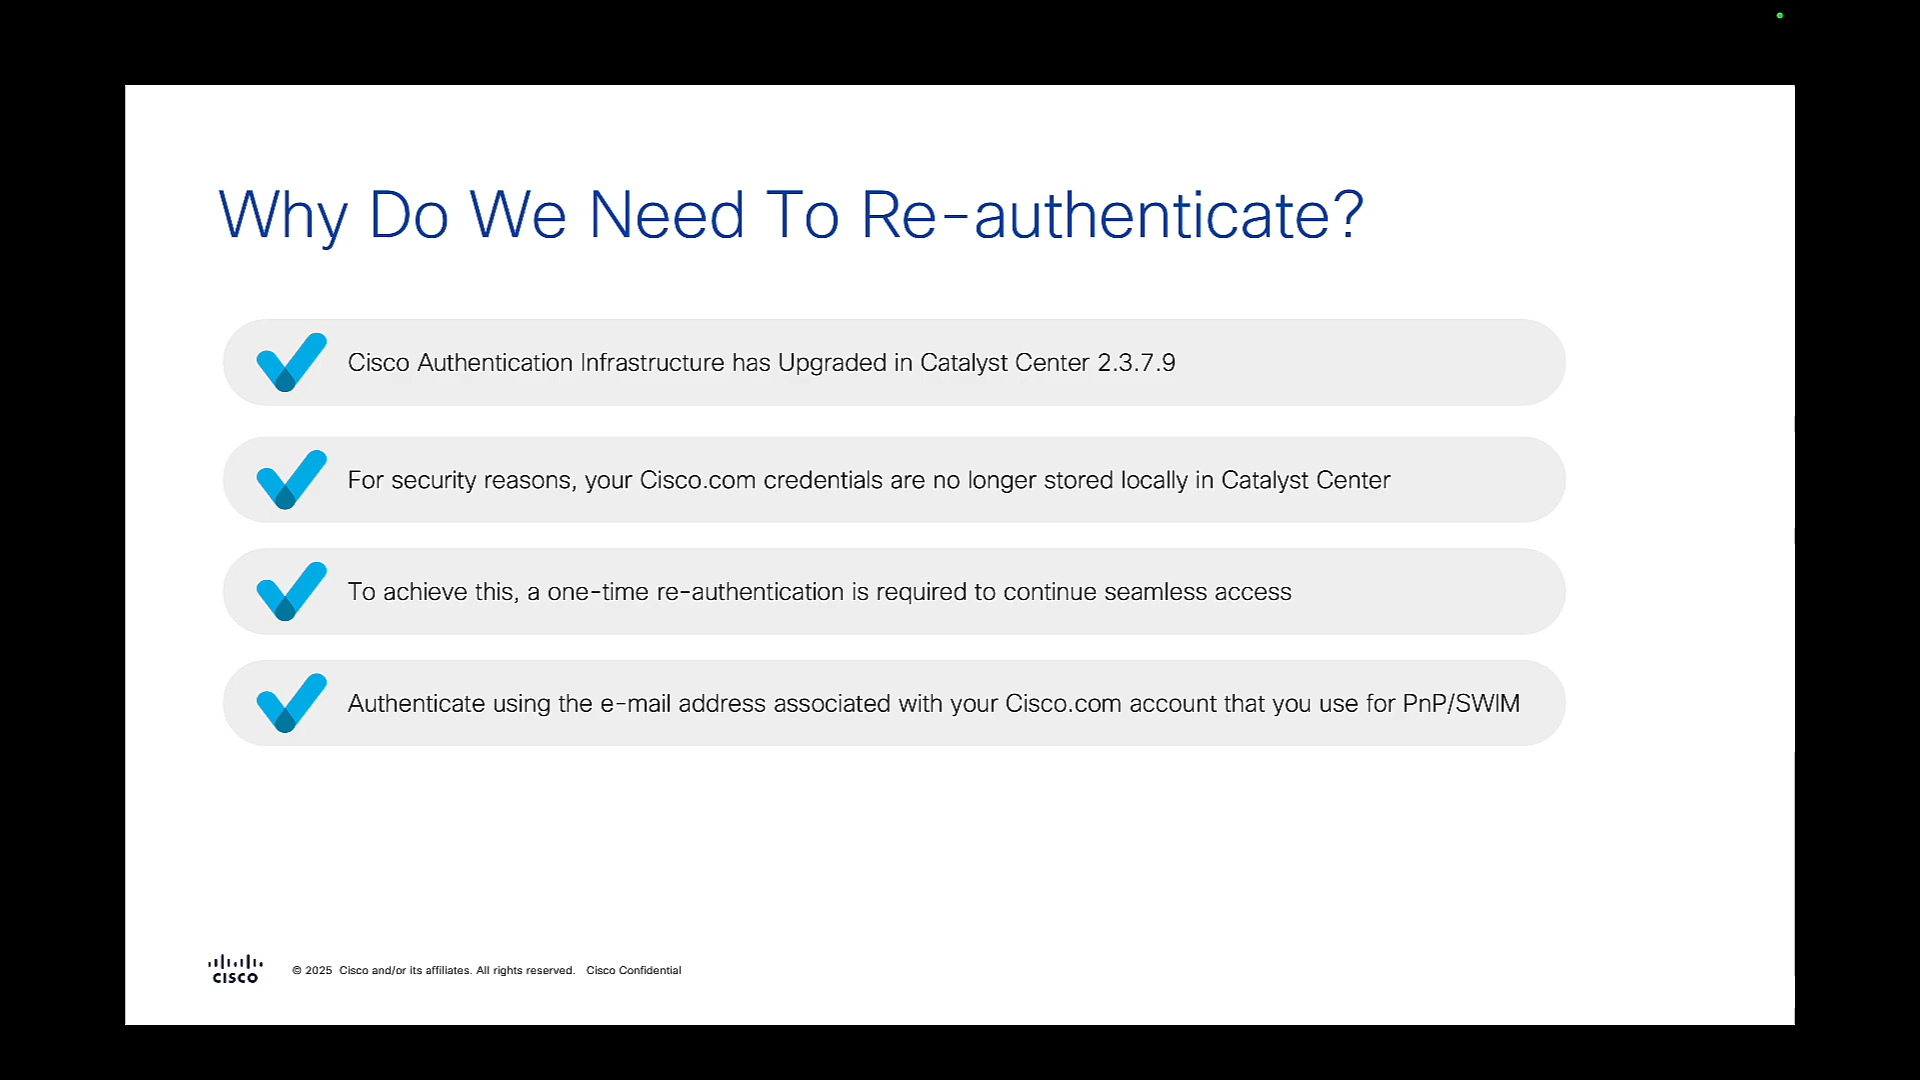 Why Do We Need To Re-authenticate?
Cisco Authentication Infrastructure has Upgraded in Catalyst Center 2.3.7.9
For security reasons, your Cisco.com credentials are no longer stored locally in Catalyst Center
To achieve this, a one-time re-authentication is required to continue seamless access
Authenticate using the e-mail address associated with your Cisco.com account that you use for PnP/SWIM
CISCO
© 2025 Cisco and/or its affiliates. All rights reserved. Cisco Confidential